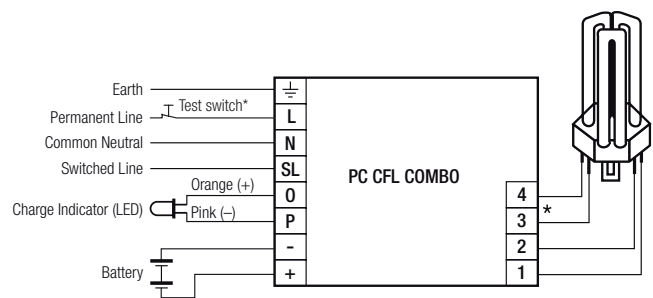 Earth
Permanent Line
Test switch*
L
Common Neutral
N
Switched Line
SL
PC CFL COMBO
Orange (+)
O
4
Charge Indicator (LED)
Pink (–)
P
3
*
-
2
Battery
+
1